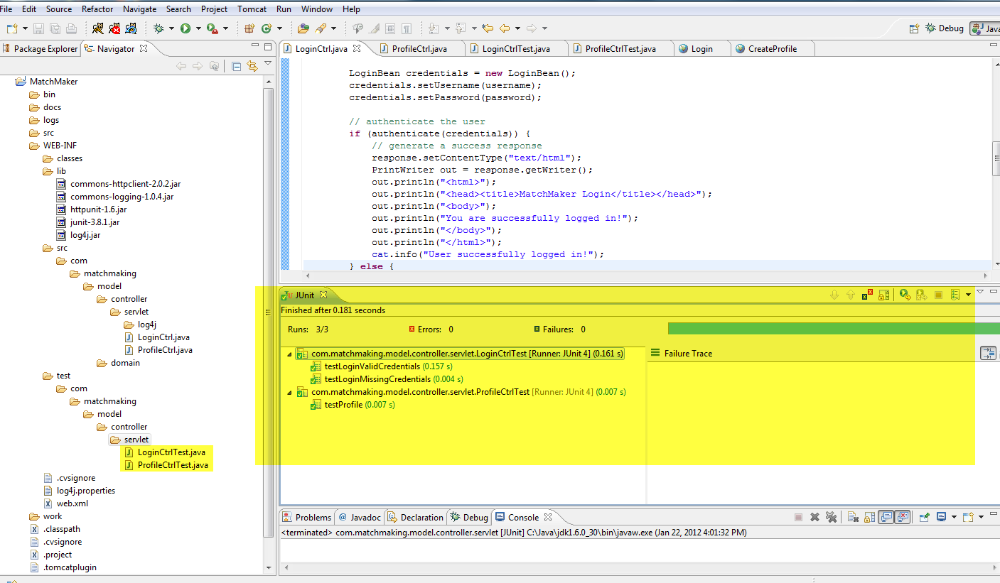 File Edit Source Refactor Navigate Search Project Tomcat Run Window Help
Debug Java
Package Explorer Navigator
MatchMaker
bin
docs
logs
src
WEB-INF
classes
lib
commons-httpclient-2.0.2.jar
commons-logging-1.0.4.jar
httpunit-1.6.jar
junit-3.8.1.jar
log4j.jar
src
com
matchmaking
model
controller
servlet
log4j
LoginCtrl.java
ProfileCtrl.java
domain
test
com
matchmaking
model
controller
servlet
LoginCtrlTest.java
ProfileCtrlTest.java
.cvsignore
log4j.properties
web.xml
work
.classpath
.cvsignore
.project
.tomcatplugin
LoginCtrl.java ProfileCtrl.java LoginCtrlTest.java ProfileCtrlTest.java Login CreateProfile
LoginBean credentials = new LoginBean();
credentials.setUsername(username);
credentials.setPassword(password);
// authenticate the user
if (authenticate(credentials)) {
// generate a success response
response.setContentType("text/html");
PrintWriter out = response.getWriter();
out.println("<html>");
out.println("<head><title>MatchMaker Login</title></head>");
out.println("<body>");
out.println("You are successfully logged in!");
out.println("</body>");
out.println("</html>");
cat.info("User successfully logged in!");
} else {
JUnit
Finished after 0.181 seconds
Runs: 3/3 Errors: 0 Failures: 0
com.matchmaking.model.controller.servlet.LoginCtrlTest [Runner: JUnit 4] (0.161 s)
testLoginValidCredentials (0.157 s)
testLoginMissingCredentials (0.004 s)
com.matchmaking.model.controller.servlet.ProfileCtrlTest [Runner: JUnit 4] (0.007 s)
testProfile (0.007 s)
Failure Trace
Problems Javadoc Declaration Debug Console
<terminated> com.matchmaking.model.controller.servlet [JUnit] C:\Java\jdk1.6.0_30\bin\javaw.exe (Jan 22, 2012 4:01:32 PM)